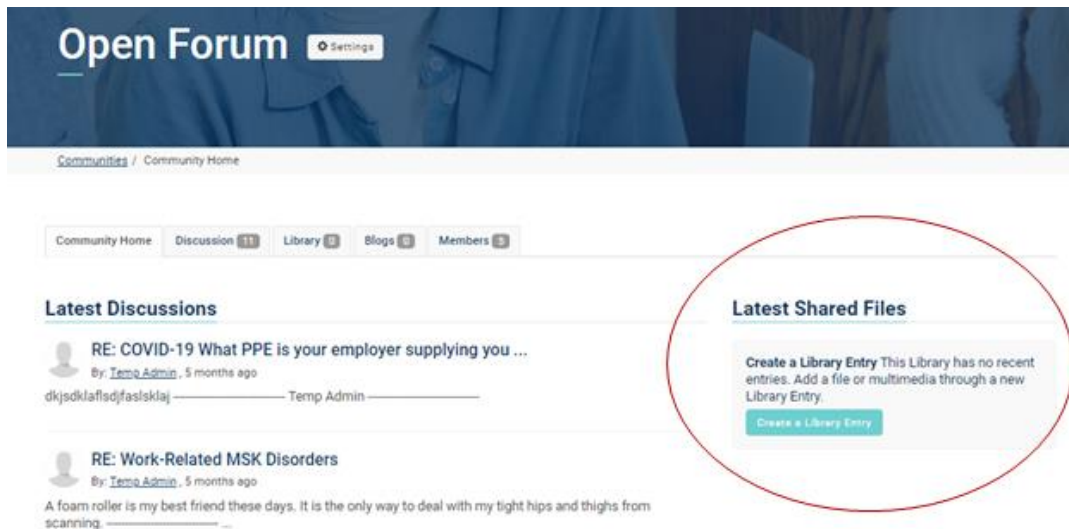 Open Forum Settings
Communities / Community Home
Community Home Discussion 11 Library 0 Blogs 0 Members 3
Latest Discussions
RE: COVID-19 What PPE is your employer supplying you ...
By: Temp Admin , 5 months ago
dkjsdklaflsdjfaslsklaj ------------------------------ Temp Admin ------------------------------
RE: Work-Related MSK Disorders
By: Temp Admin , 5 months ago
A foam roller is my best friend these days. It is the only way to deal with my tight hips and thighs from
scanning. ------------------------------ ...
Latest Shared Files
Create a Library Entry This Library has no recent
entries. Add a file or multimedia through a new
Library Entry.
Create a Library Entry